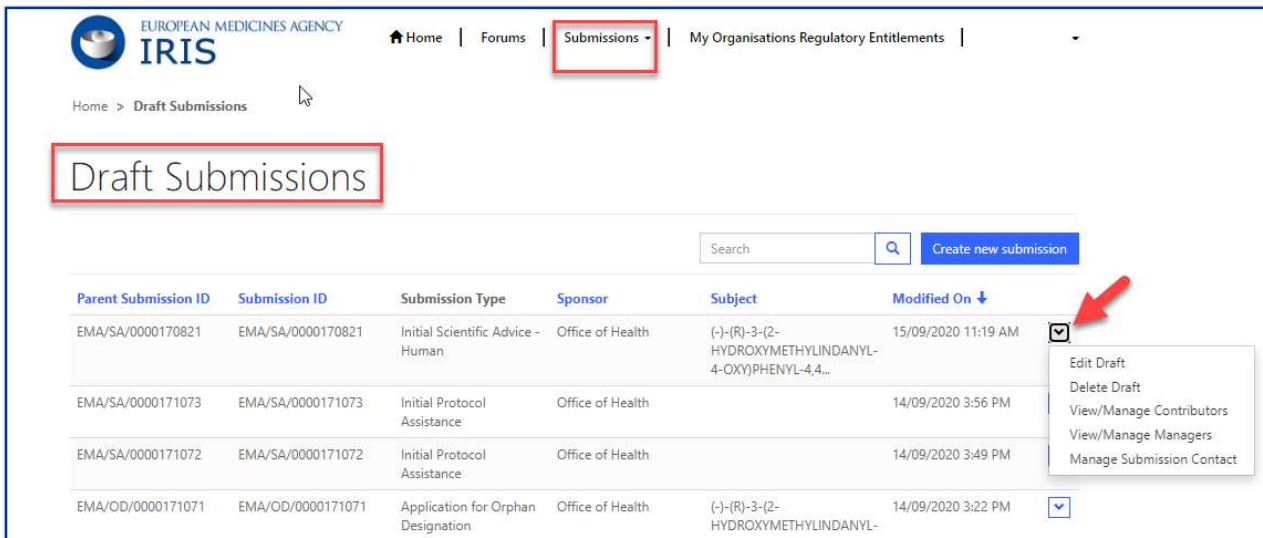 EUROPEAN MEDICINES AGENCY
IRIS
Home | Forums | Submissions | My Organisations Regulatory Entitlements |
Home > Draft Submissions
Draft Submissions
Search
Create new submission
Parent Submission ID Submission ID Submission Type Sponsor Subject Modified On
EMA/SA/0000170821 EMA/SA/0000170821 Initial Scientific Advice - Office of Health (-)-(R)-3-(2- 15/09/2020 11:19 AM
Human HYDROXYMETHYLINDANYL-
4-OXY)PHENYL-4,4...
Edit Draft
Delete Draft
View/Manage Contributors
View/Manage Managers
Manage Submission Contact
EMA/SA/0000171073 EMA/SA/0000171073 Initial Protocol Office of Health 14/09/2020 3:56 PM
Assistance
EMA/SA/0000171072 EMA/SA/0000171072 Initial Protocol Office of Health 14/09/2020 3:49 PM
Assistance
EMA/OD/0000171071 EMA/OD/0000171071 Application for Orphan Office of Health (-)-(R)-3-(2- 14/09/2020 3:22 PM
Designation HYDROXYMETHYLINDANYL-